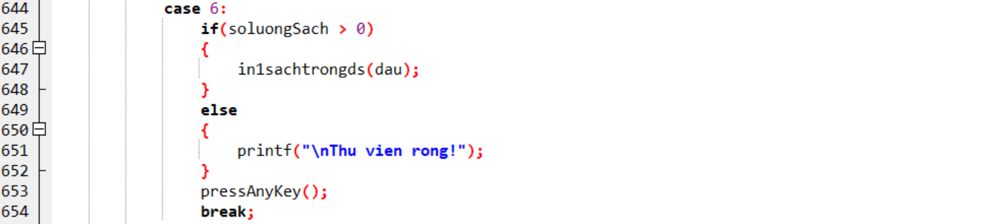 644 case 6:
645 if(soluongSach > 0)
646 {
647 in1sachtrongds(dau);
648 }
649 else
650 {
651 printf("\nThu vien rong!");
652 }
653 pressAnyKey();
654 break;